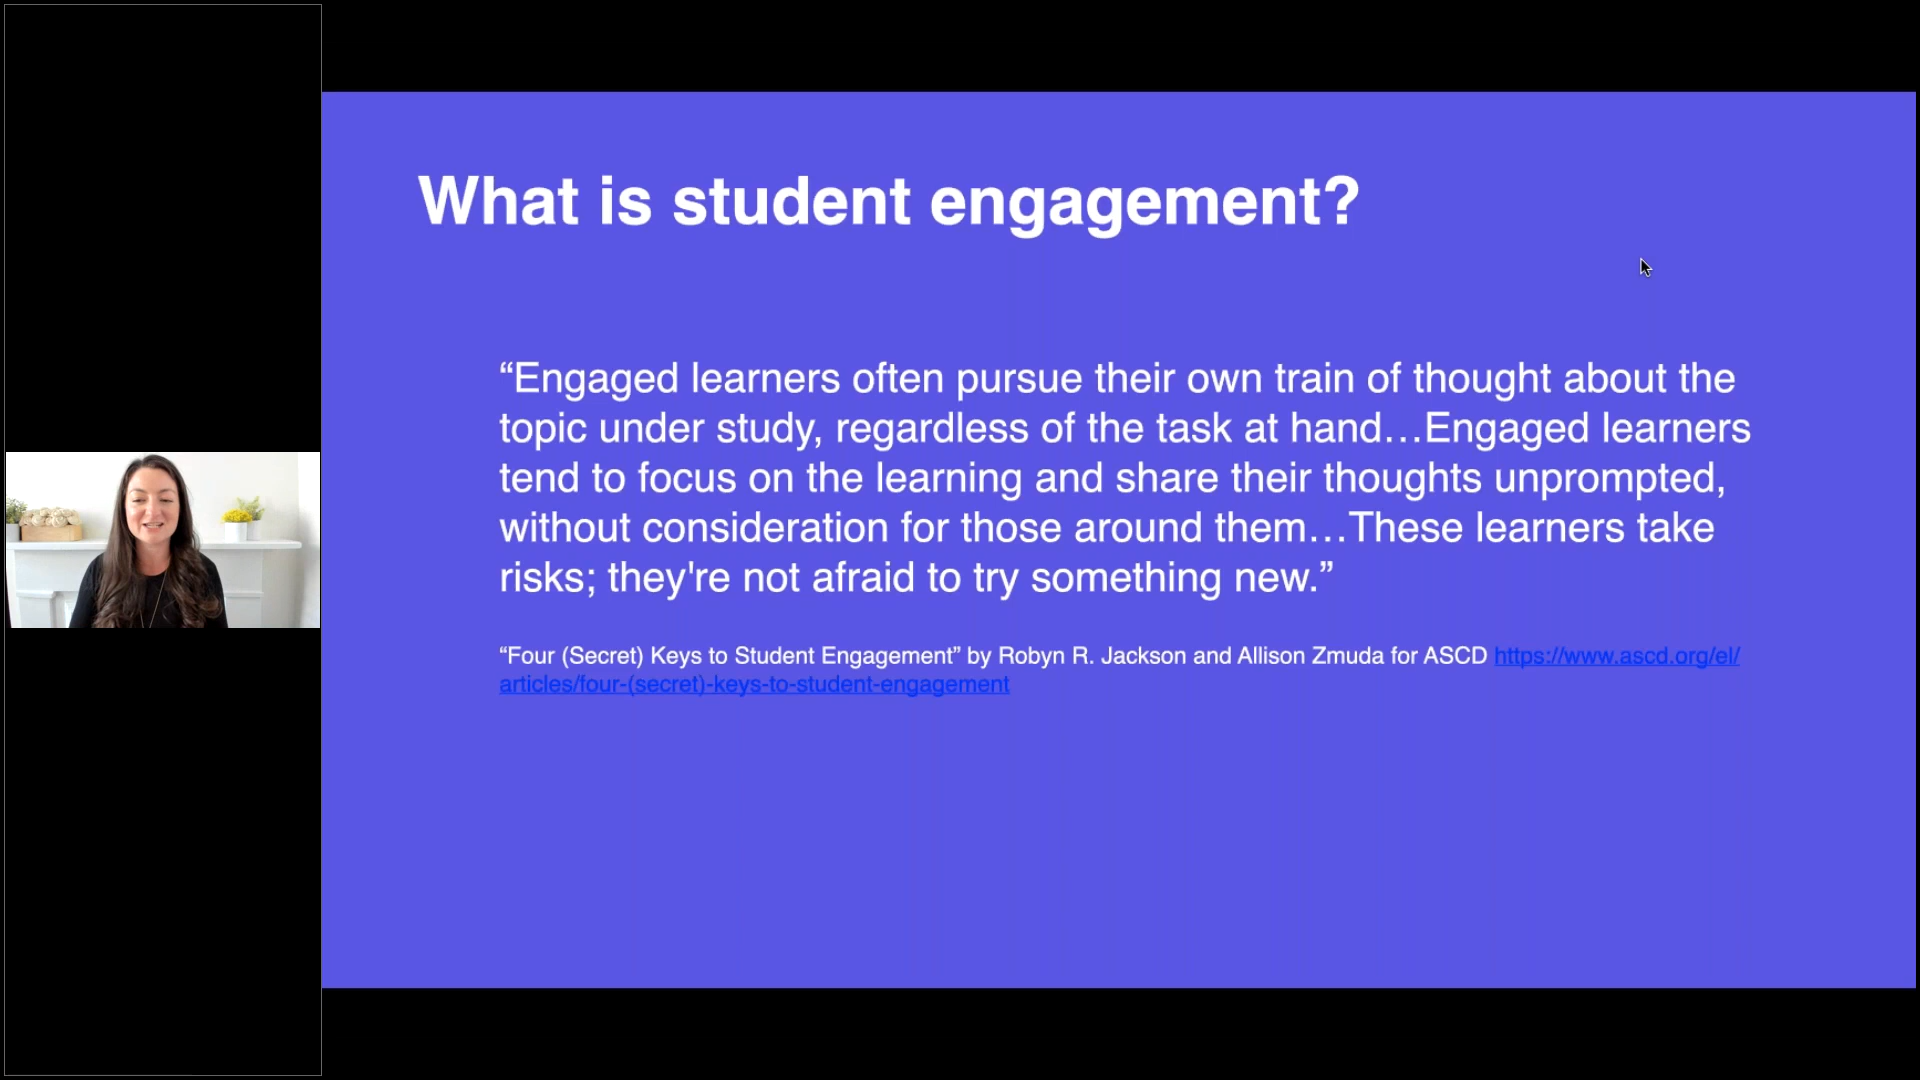 What is student engagement?
“Engaged learners often pursue their own train of thought about the
topic under study, regardless of the task at hand…Engaged learners
tend to focus on the learning and share their thoughts unprompted,
without consideration for those around them…These learners take
risks; they're not afraid to try something new.”
“Four (Secret) Keys to Student Engagement” by Robyn R. Jackson and Allison Zmuda for ASCD https://www.ascd.org/el/
articles/four-(secret)-keys-to-student-engagement